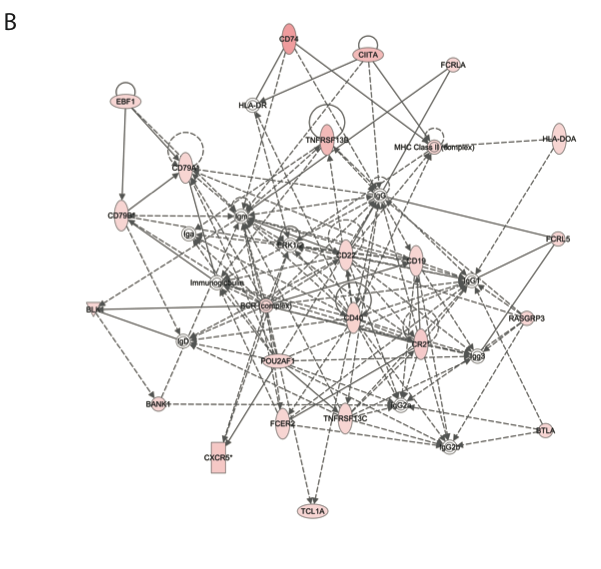 B
CD74
CIITA
FCRLA
EBF1
HLA-DR
TNFRSF13B
MHC Class II (complex)
HLA-DOA
CD79A
CD79B
Igm
IgG
Iga
ERK1/2
CD22
CD19
FCRL5
Immunoglobulin
IgG1
BLK
BCR (complex)
CD40
RASGRP3
IgD
CR2
POU2AF1
Igg3
BANK1
IgG2a
FCER2
TNFRSF13C
BTLA
IgG2b
CXCR5*
TCL1A